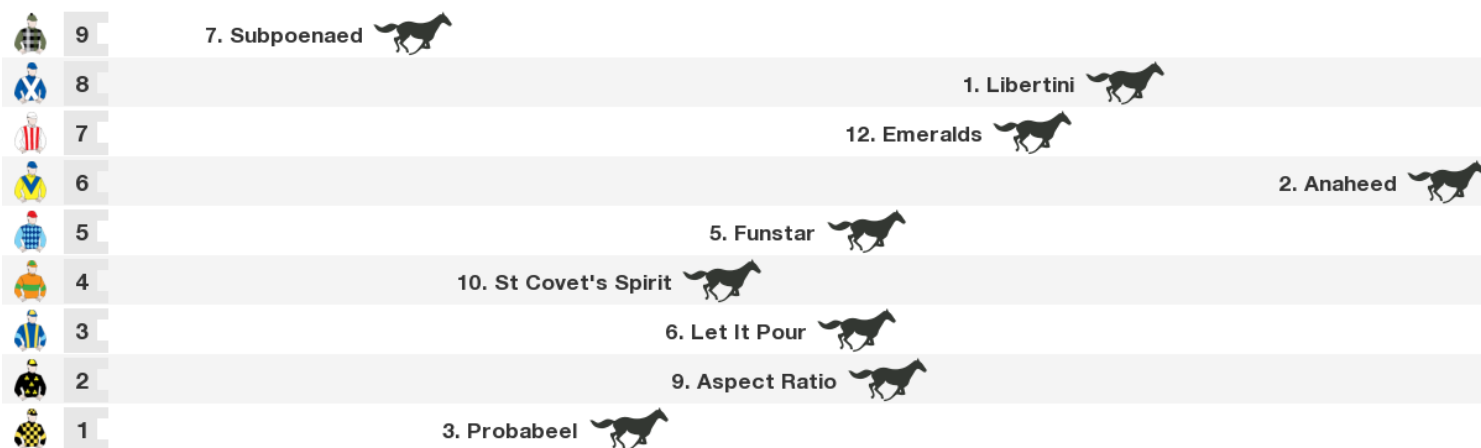 9 7. Subpoenaed
8 1. Libertini
7 12. Emeralds
6 2. Anaheed
5 5. Funstar
4 10. St Covet's Spirit
3 6. Let It Pour
2 9. Aspect Ratio
1 3. Probabeel